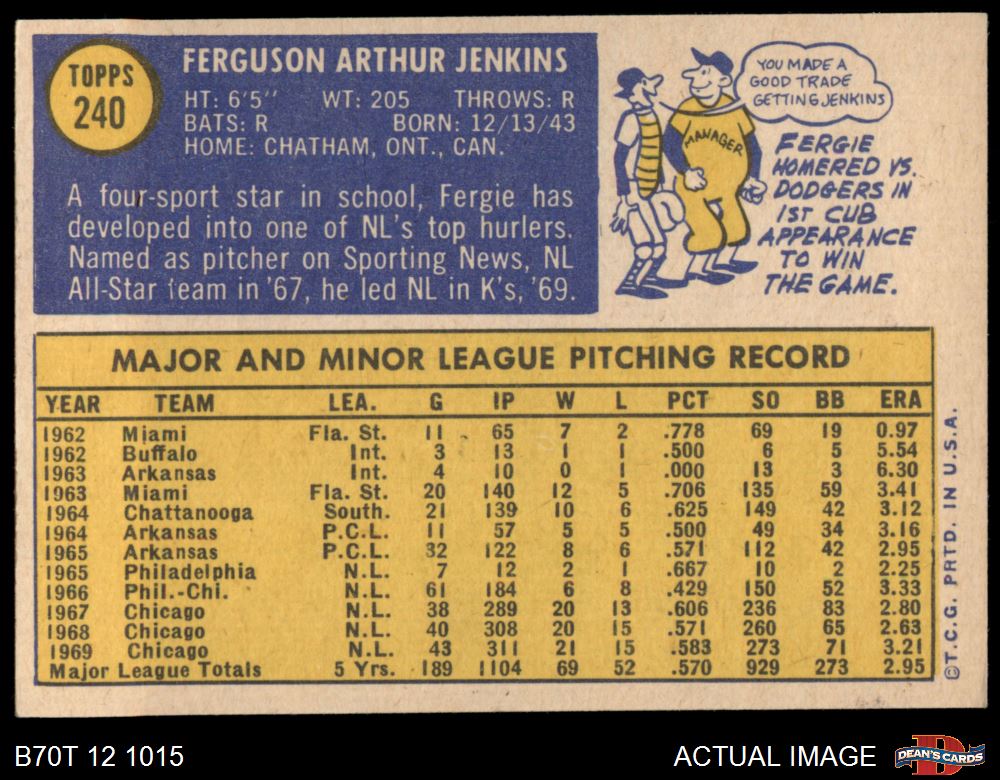 TOPPS
240
FERGUSON ARTHUR JENKINS
HT: 6'5" WT: 205 THROWS: R
BATS: R BORN: 12/13/43
HOME: CHATHAM, ONT., CAN.
A four-sport star in school, Fergie has
developed into one of NL's top hurlers.
Named as pitcher on Sporting News, NL
All-Star team in '67, he led NL in K's, '69.
YOU MADE A
GOOD TRADE
GETTING JENKINS
MANAGER
FERGIE
HOMERED VS.
DODGERS IN
1ST CUB
APPEARANCE
TO WIN
THE GAME.
MAJOR AND MINOR LEAGUE PITCHING RECORD
YEAR TEAM LEA. G IP W L PCT SO BB ERA
1962 Miami Fla. St. 11 65 7 2 .778 69 19 0.97
1962 Buffalo Int. 3 13 1 1 .500 6 5 5.54
1963 Arkansas Int. 4 10 0 1 .000 13 3 6.30
1963 Miami Fla. St. 20 140 12 5 .706 135 59 3.41
1964 Chattanooga South. 21 139 10 6 .625 149 42 3.12
1964 Arkansas P.C.L. 11 57 5 5 .500 49 34 3.16
1965 Arkansas P.C.L. 32 122 8 6 .571 112 42 2.95
1965 Philadelphia N.L. 7 12 2 1 .667 10 2 2.25
1966 Phil.-Chi. N.L. 61 184 6 8 .429 150 52 3.33
1967 Chicago N.L. 38 289 20 13 .606 236 83 2.80
1968 Chicago N.L. 40 308 20 15 .571 260 65 2.63
1969 Chicago N.L. 43 311 21 15 .583 273 71 3.21
Major League Totals 5 Yrs. 189 1104 69 52 .570 929 273 2.95
©T.C.G. PRTD. IN U.S.A.
B70T 12 1015
ACTUAL IMAGE
D
DEAN'S CARDS